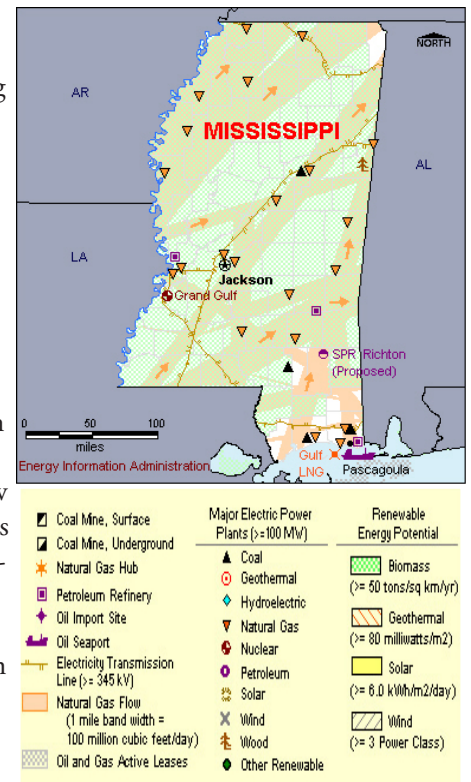 NORTH
AR
MISSISSIPPI
AL
LA
Jackson
Grand Gulf
SPR Richton
(Proposed)
0 50 100
miles
Energy Information Administration
Gulf
LNG
Pascagoula
Coal Mine, Surface
Coal Mine, Underground
Natural Gas Hub
Petroleum Refinery
Oil Import Site
Oil Seaport
Electricity Transmission
Line (>= 345 kV)
Natural Gas Flow
(1 mile band width =
100 million cubic feet/day)
Oil and Gas Active Leases
Major Electric Power
Plants (>=100 MW)
Coal
Geothermal
Hydroelectric
Natural Gas
Nuclear
Petroleum
Solar
Wind
Wood
Other Renewable
Renewable
Energy Potential
Biomass
(>= 50 tons/sq km/yr)
Geothermal
(>= 80 milliwatts/m2)
Solar
(>= 6.0 kWh/m2/day)
Wind
(>= 3 Power Class)